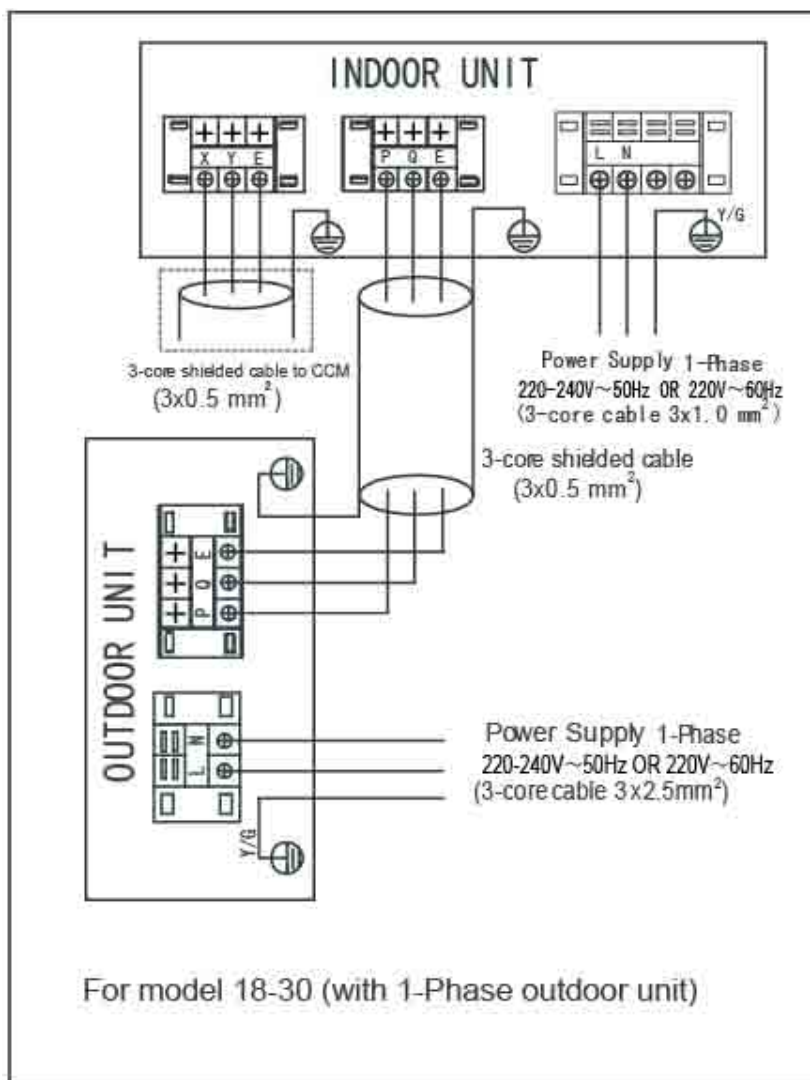 INDOOR UNIT
X Y E
P Q E
L N
Y/G
3-core shielded cable to CCM
(3x0.5 mm²)
Power Supply 1-Phase
220-240V~50Hz OR 220V~60Hz
(3-core cable 3x1.0 mm²)
3-core shielded cable
(3x0.5 mm²)
OUTDOOR UNIT
P Q E
L N
Y/G
Power Supply 1-Phase
220-240V~50Hz OR 220V~60Hz
(3-core cable 3x2.5mm²)
For model 18-30 (with 1-Phase outdoor unit)